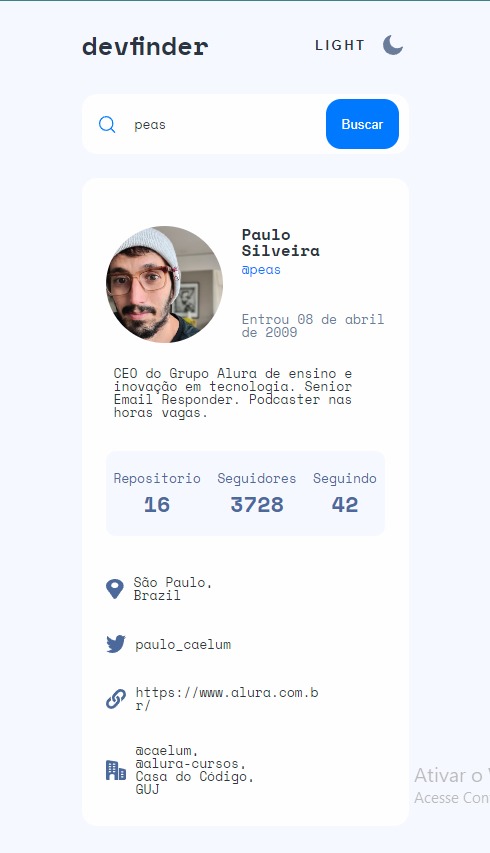 devfinder
LIGHT
peas
Buscar
Paulo
Silveira
@peas
Entrou 08 de abril
de 2009
CEO do Grupo Alura de ensino e
inovação em tecnologia. Senior
Email Responder. Podcaster nas
horas vagas.
Repositorio Seguidores Seguindo
16 3728 42
São Paulo,
Brazil
paulo_caelum
https://www.alura.com.b
r/
@caelum,
@alura-cursos,
Casa do Código,
GUJ
Ativar o
Acesse Con